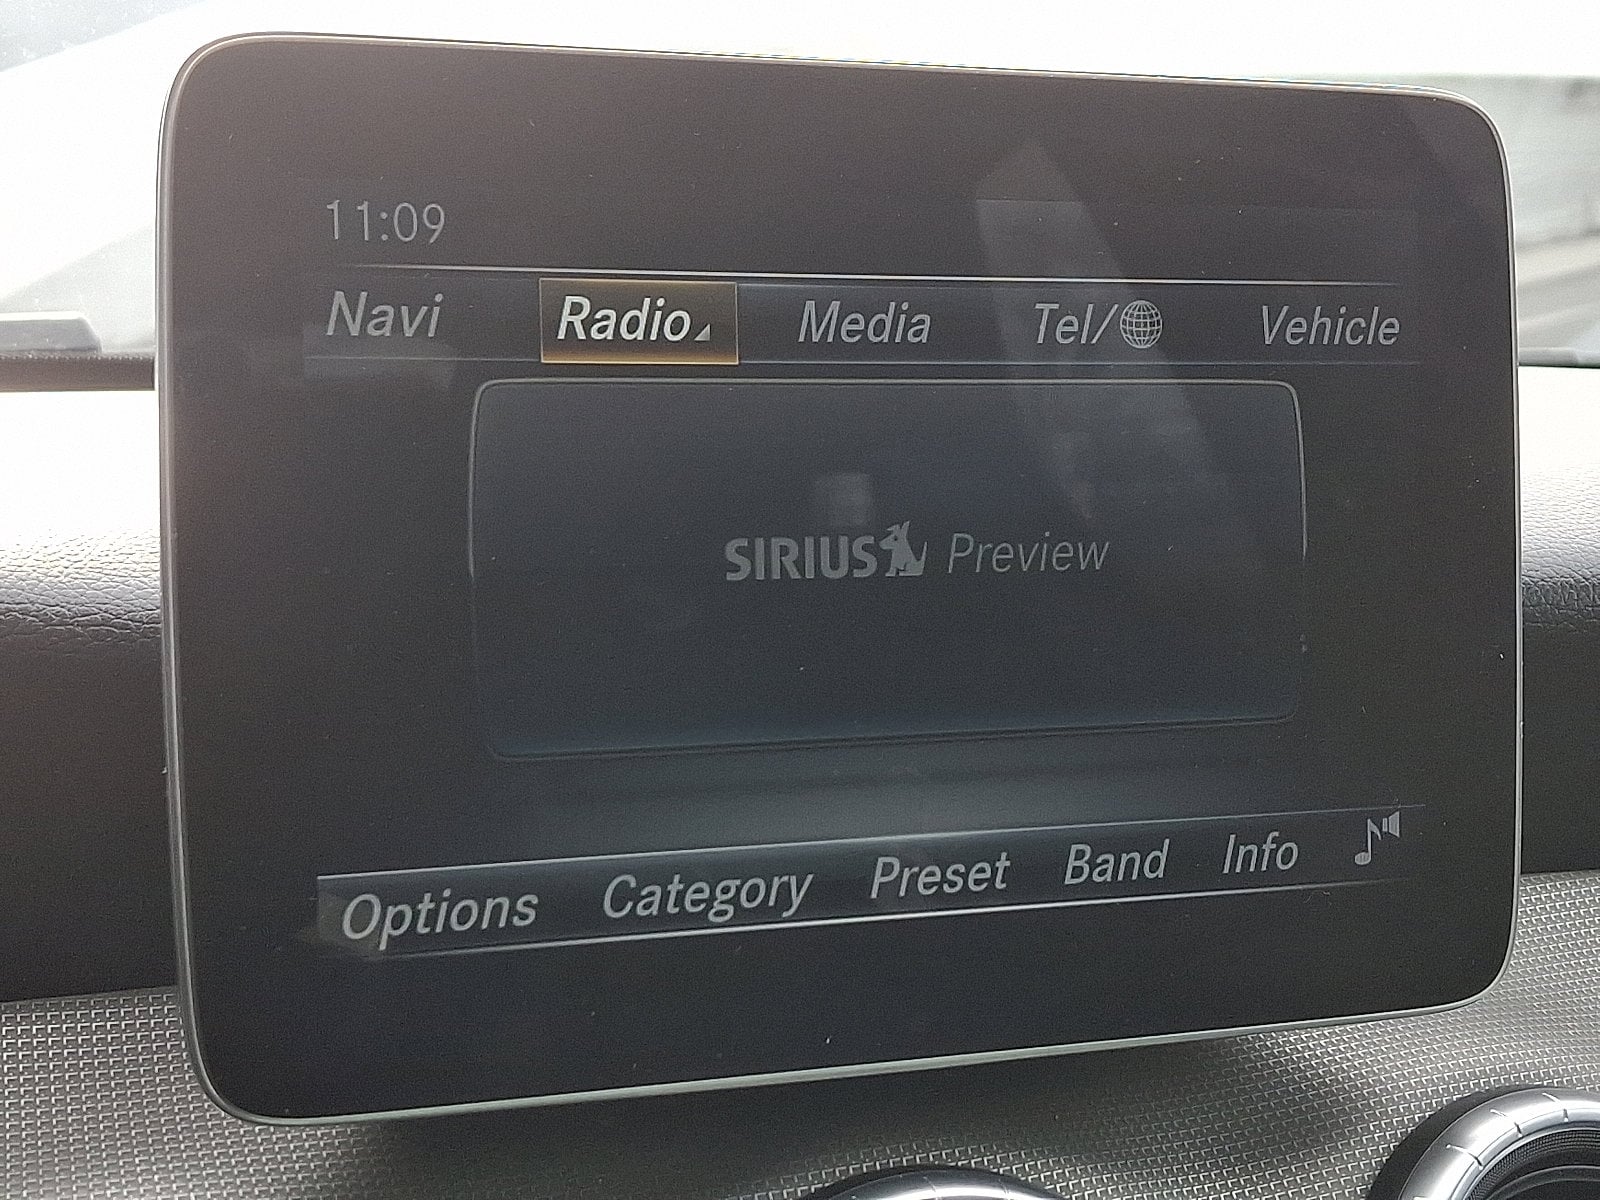 11:09
Navi Radio Media Tel/ Vehicle
SIRIUS Preview
Options Category Preset Band Info